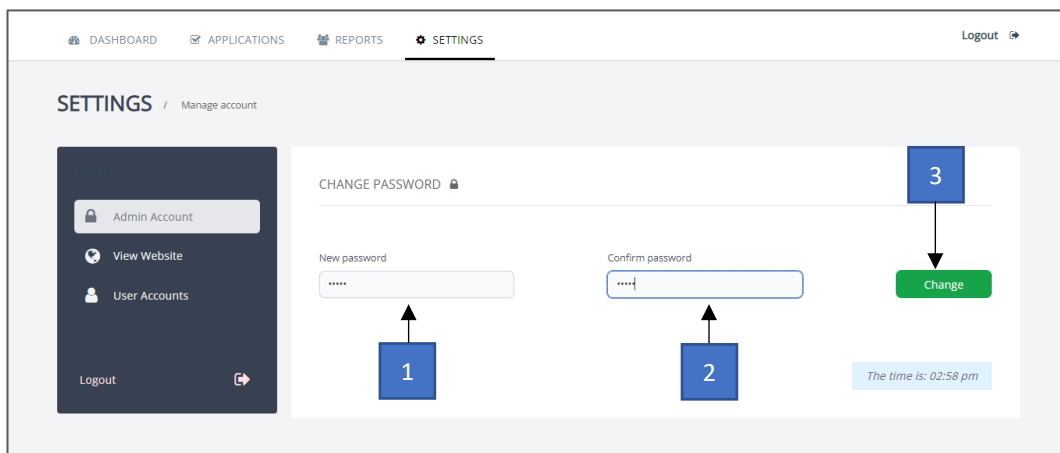 DASHBOARD APPLICATIONS REPORTS SETTINGS Logout
SETTINGS / Manage account
CHANGE PASSWORD
3
Admin Account
View Website
User Accounts
New password Confirm password
••••• •••••
Change
1 2
Logout
The time is: 02:58 pm